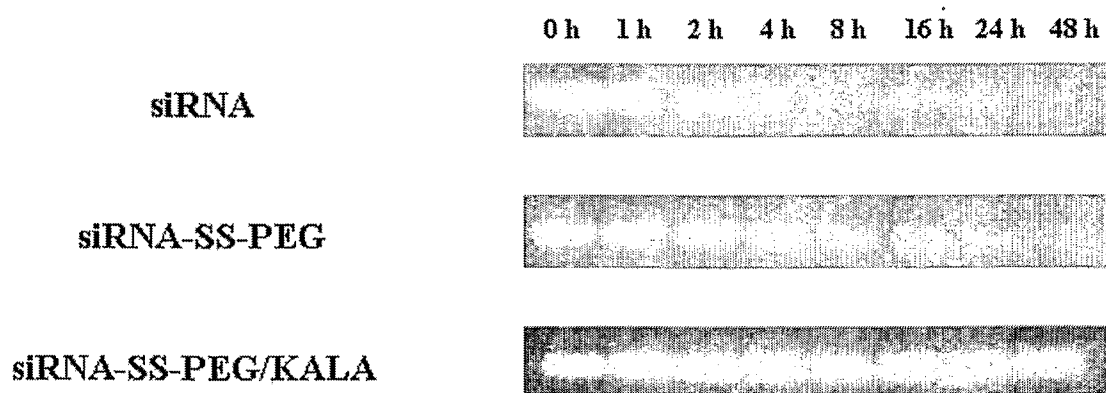 0 h 1 h 2 h 4 h 8 h 16 h 24 h 48 h
siRNA
siRNA-SS-PEG
siRNA-SS-PEG/KALA